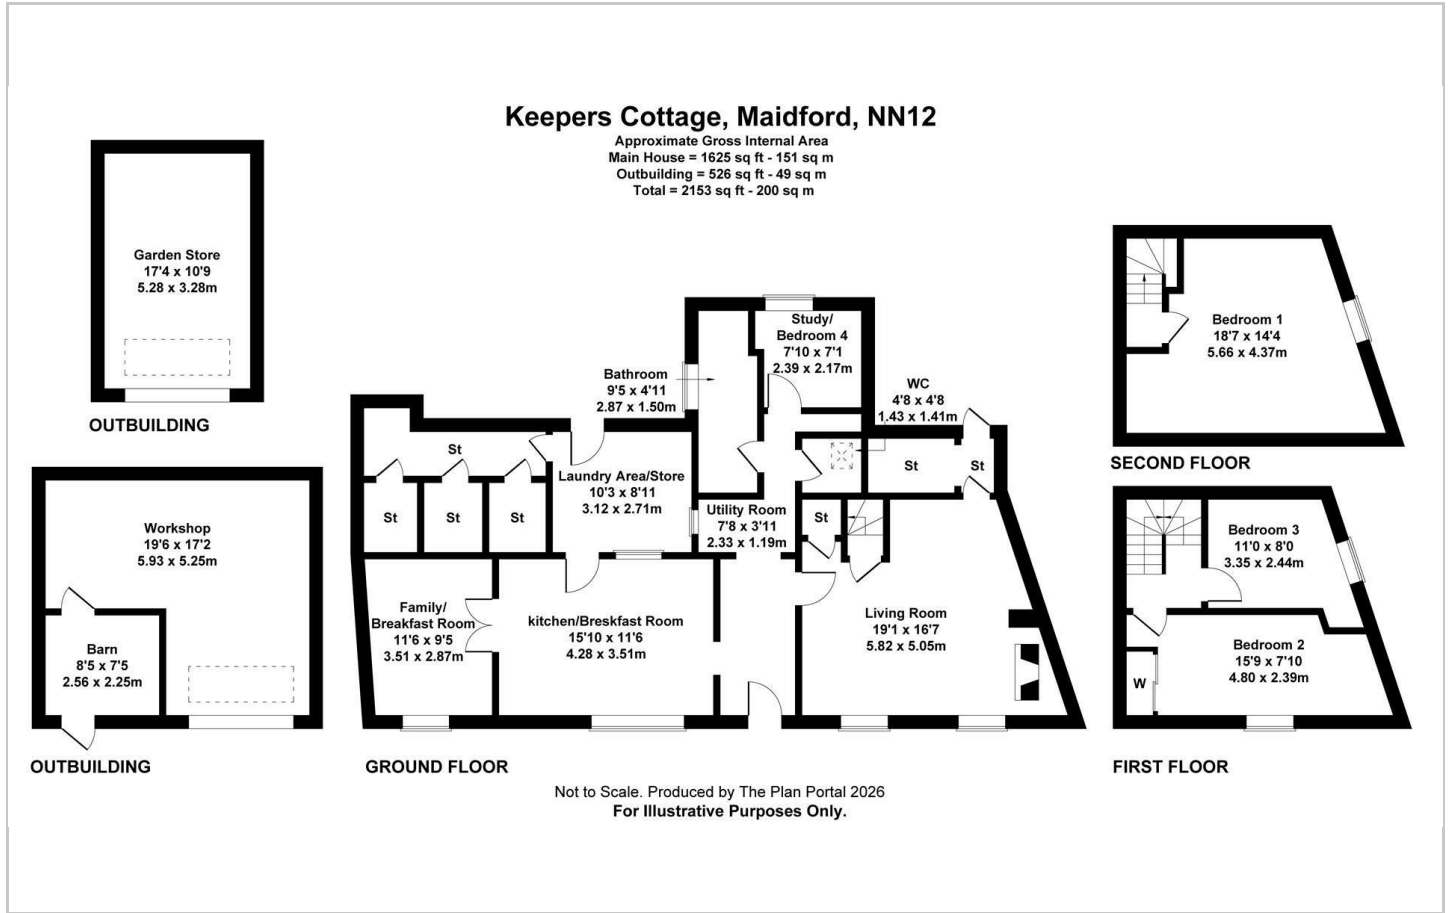 Keepers Cottage, Maidford, NN12
Approximate Gross Internal Area
Main House = 1625 sq ft - 151 sq m
Outbuilding = 526 sq ft - 49 sq m
Total = 2153 sq ft - 200 sq m
Garden Store
17'4 x 10'9
5.28 x 3.28m
OUTBUILDING
Workshop
19'6 x 17'2
5.93 x 5.25m
Barn
8'5 x 7'5
2.56 x 2.25m
OUTBUILDING
Study/
Bedroom 4
7'10 x 7'1
2.39 x 2.17m
Bathroom
9'5 x 4'11
2.87 x 1.50m
WC
4'8 x 4'8
1.43 x 1.41m
St
Laundry Area/Store
10'3 x 8'11
3.12 x 2.71m
St
St
St
St
St
St
Utility Room
7'8 x 3'11
2.33 x 1.19m
Family/
Breakfast Room
11'6 x 9'5
3.51 x 2.87m
kitchen/Breakfast Room
15'10 x 11'6
4.28 x 3.51m
Living Room
19'1 x 16'7
5.82 x 5.05m
GROUND FLOOR
Bedroom 1
18'7 x 14'4
5.66 x 4.37m
SECOND FLOOR
Bedroom 3
11'0 x 8'0
3.35 x 2.44m
Bedroom 2
15'9 x 7'10
4.80 x 2.39m
W
FIRST FLOOR
Not to Scale. Produced by The Plan Portal 2026
For Illustrative Purposes Only.